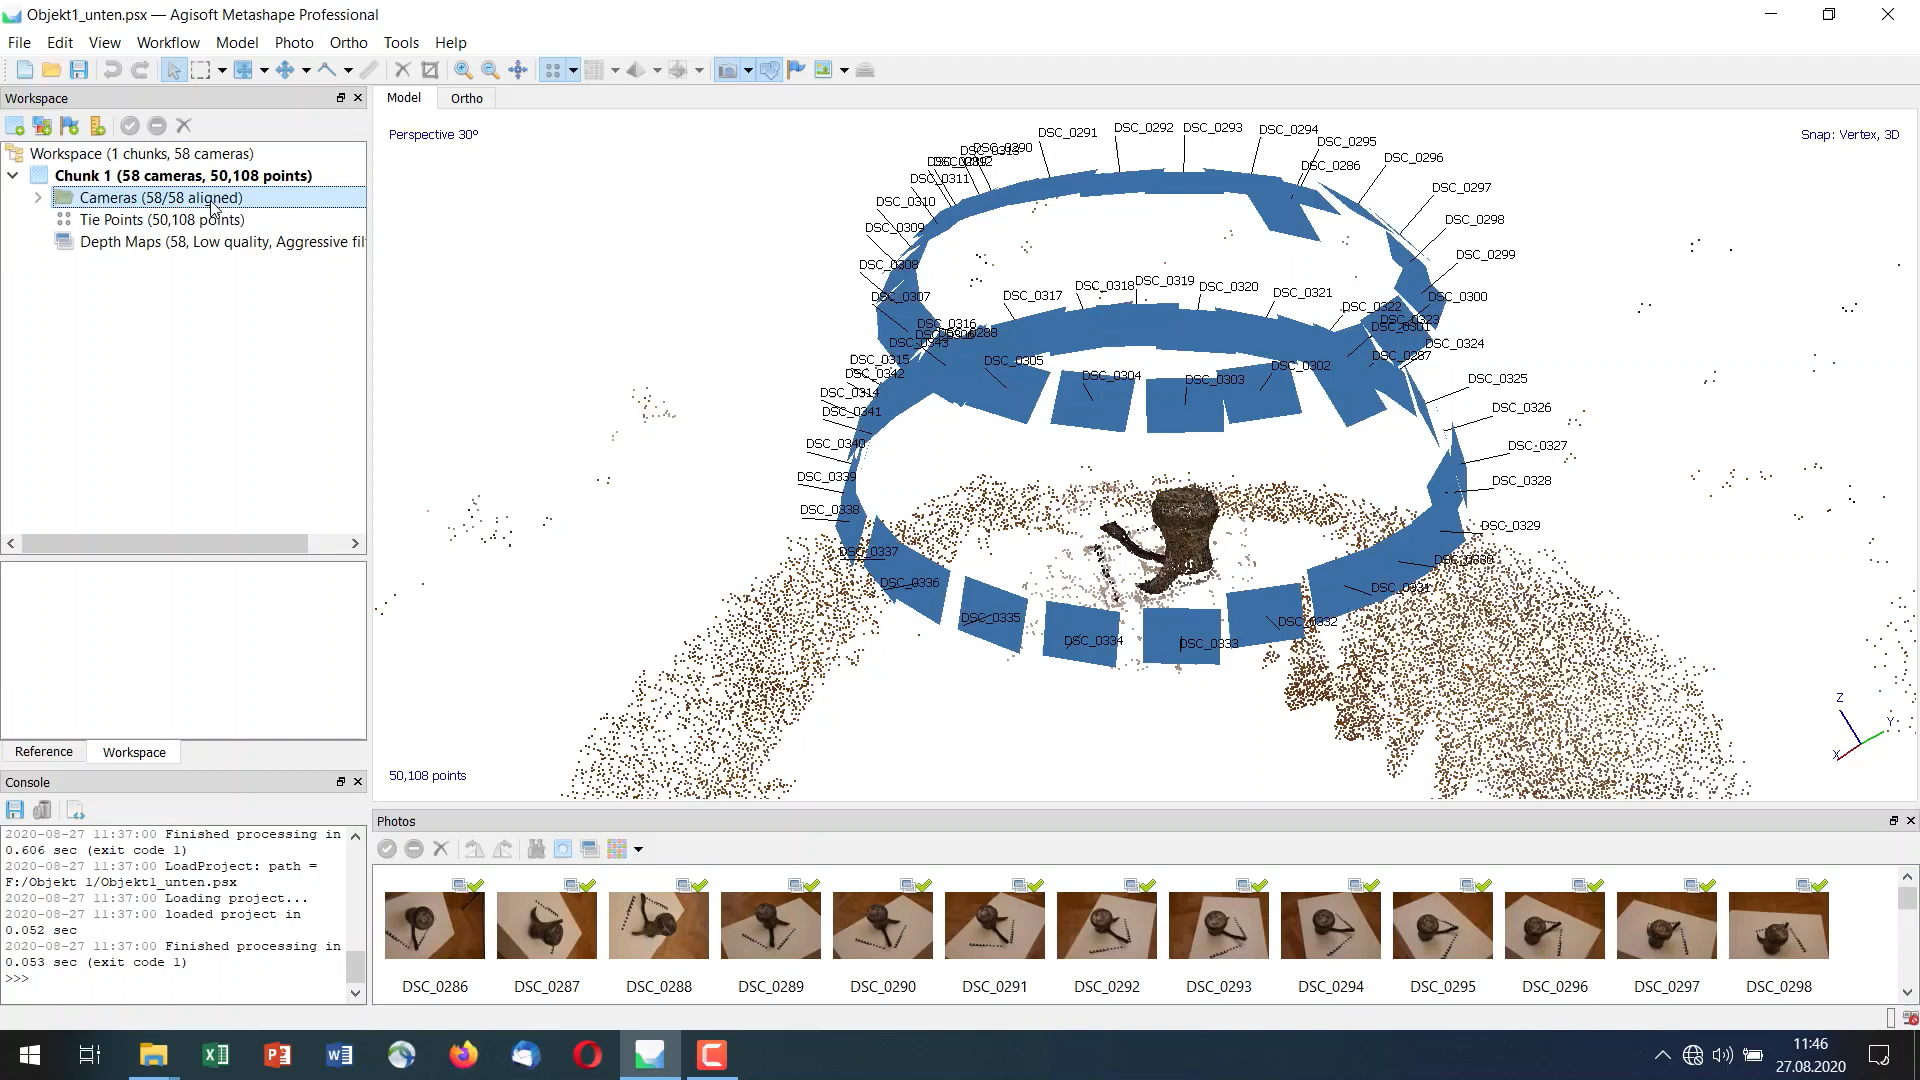 Objekt1_unten.psx — Agisoft Metashape Professional
File Edit View Workflow Model Photo Ortho Tools Help
Workspace
Workspace (1 chunks, 58 cameras)
Chunk 1 (58 cameras, 50,108 points)
Cameras (58/58 aligned)
Tie Points (50,108 points)
Depth Maps (58, Low quality, Aggressive fil
Reference Workspace
Console
2020-08-27 11:37:00 Finished processing in
0.606 sec (exit code 1)
2020-08-27 11:37:00 LoadProject: path =
F:/Objekt 1/Objekt1_unten.psx
2020-08-27 11:37:00 Loading project...
2020-08-27 11:37:00 loaded project in
0.052 sec
2020-08-27 11:37:00 Finished processing in
0.053 sec (exit code 1)
>>>
Model Ortho
Perspective 30°
Snap: Vertex, 3D
DSC_0291 DSC_0292 DSC_0293 DSC_0294
DSC_0295
DSC_0290
DSC_0296
DSC_0286
DSC_0311
DSC_0297
DSC_0310
DSC_0298
DSC_0309
DSC_0299
DSC_0308
DSC_0317 DSC_0318 DSC_0319 DSC_0320 DSC_0321
DSC_0307
DSC_0300
DSC_0322
DSC_0316
DSC_0323
DSC_0301
DSC_0288
DSC_0343
DSC_0324
DSC_0315
DSC_0305
DSC_0287
DSC_0302
DSC_0342
DSC_0304
DSC_0303
DSC_0325
DSC_0314
DSC_0341
DSC_0326
DSC_0340
DSC_0327
DSC_0339
DSC_0328
DSC_0338
DSC_0329
DSC_0337
DSC_0330
DSC_0336
DSC_0331
DSC_0335
DSC_0332
DSC_0334
DSC_0333
Z
Y
X
50,108 points
Photos
DSC_0286 DSC_0287 DSC_0288 DSC_0289 DSC_0290 DSC_0291 DSC_0292 DSC_0293 DSC_0294 DSC_0295 DSC_0296 DSC_0297 DSC_0298
11:46
27.08.2020